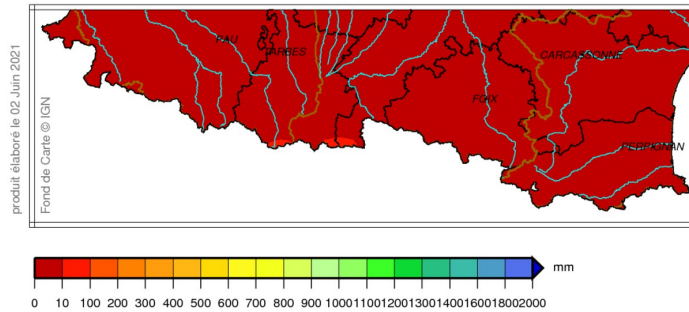 produit élaboré le 02 Juin 2021
Fond de Carte © IGN
PAU
TARBES
CARCASSONNE
FOIX
PERPIGNAN
mm
0 10 100 200 300 400 500 600 700 800 900 1000 1100 1200 1300 1400 1600 1800 2000